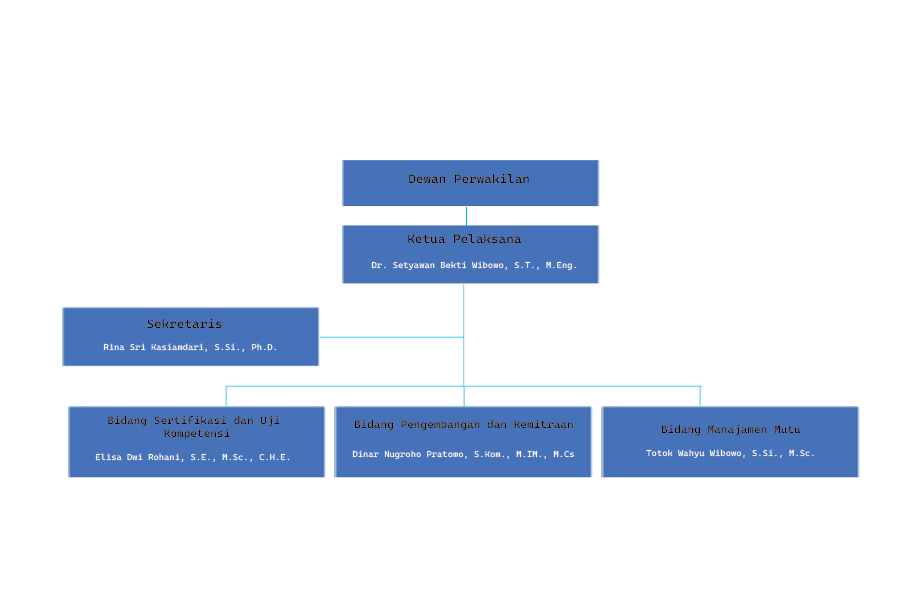 Dewan Perwakilan
Ketua Pelaksana
Dr. Setyawan Bekti Wibowo, S.T., M.Eng.
Sekretaris
Rina Sri Kasiamdari, S.Si., Ph.D.
Bidang Sertifikasi dan Uji
Kompetensi
Elisa Dwi Rohani, S.E., M.Sc., C.H.E.
Bidang Pengembangan dan Kemitraan
Dinar Nugroho Pratomo, S.Kom., M.IM., M.Cs
Bidang Manajamen Mutu
Totok Wahyu Wibowo, S.Si., M.Sc.